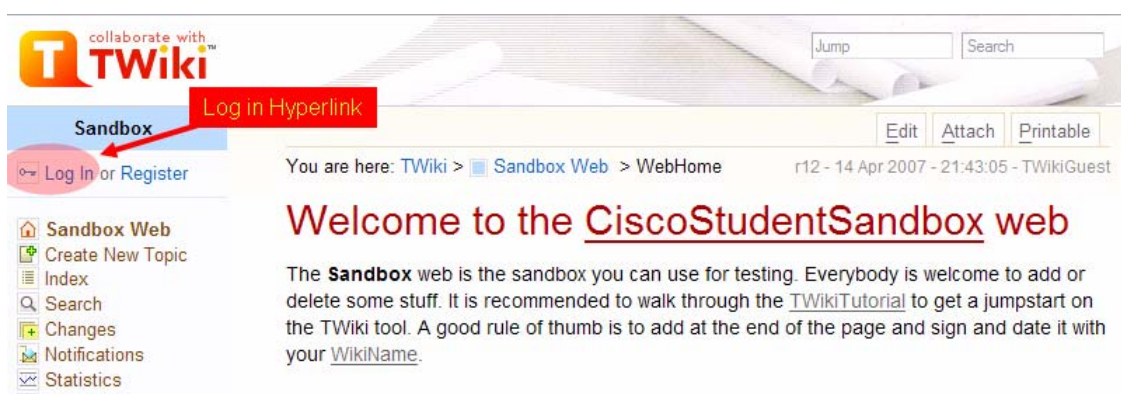 collaborate with
TWiki™
Jump
Search
Log in Hyperlink
Sandbox
Edit
Attach
Printable
Log In or Register
You are here: TWiki > Sandbox Web > WebHome
r12 - 14 Apr 2007 - 21:43:05 - TWikiGuest
Sandbox Web
Create New Topic
Index
Search
Changes
Notifications
Statistics
Welcome to the CiscoStudentSandbox web
The Sandbox web is the sandbox you can use for testing. Everybody is welcome to add or
delete some stuff. It is recommended to walk through the TWikiTutorial to get a jumpstart on
the TWiki tool. A good rule of thumb is to add at the end of the page and sign and date it with
your WikiName.